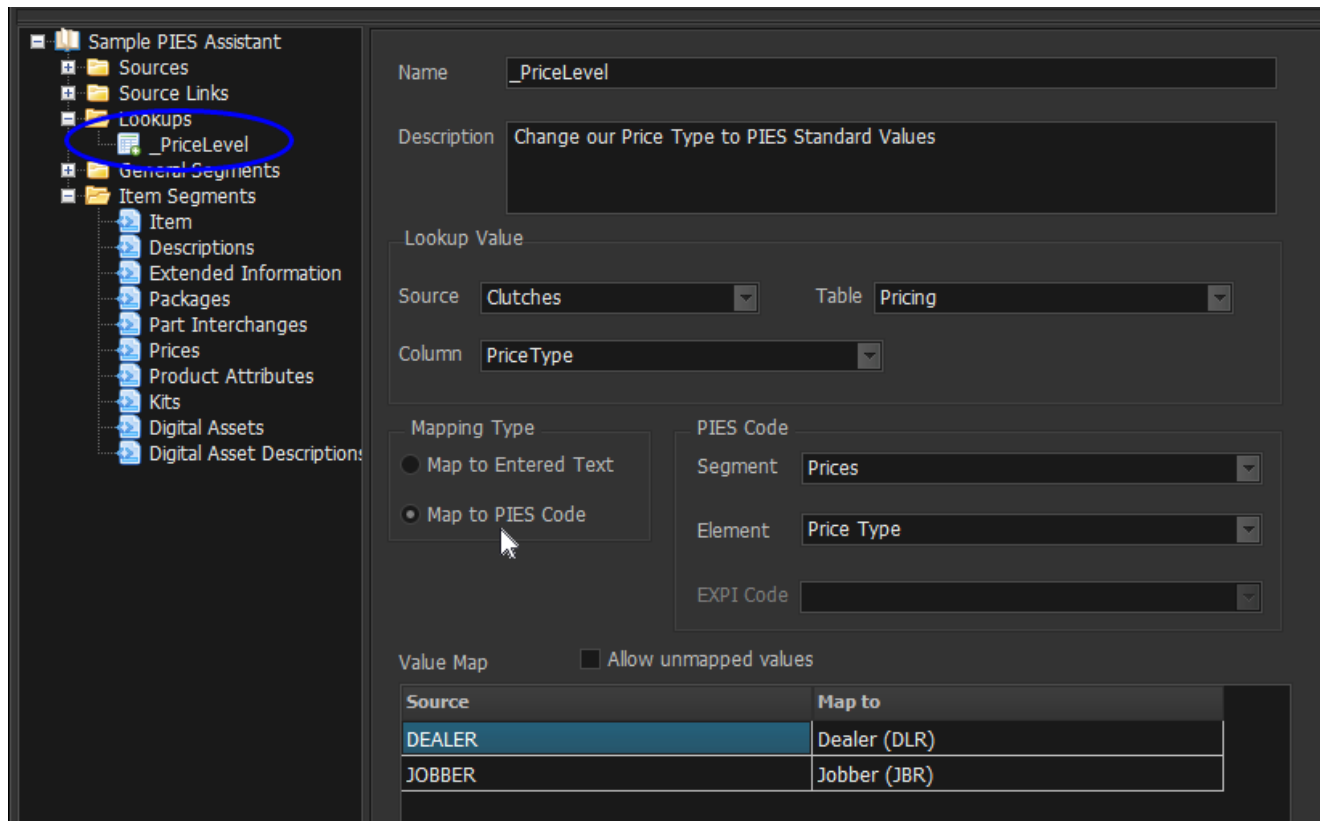 Sample PIES Assistant
Sources
Source Links
Lookups
_PriceLevel
General Segments
Item Segments
Item
Descriptions
Extended Information
Packages
Part Interchanges
Prices
Product Attributes
Kits
Digital Assets
Digital Asset Descriptions
Name _PriceLevel
Description Change our Price Type to PIES Standard Values
Lookup Value
Source Clutches Table Pricing
Column PriceType
Mapping Type
Map to Entered Text
Map to PIES Code
PIES Code
Segment Prices
Element Price Type
EXPI Code
Value Map Allow unmapped values
Source Map to
DEALER Dealer (DLR)
JOBBER Jobber (JBR)